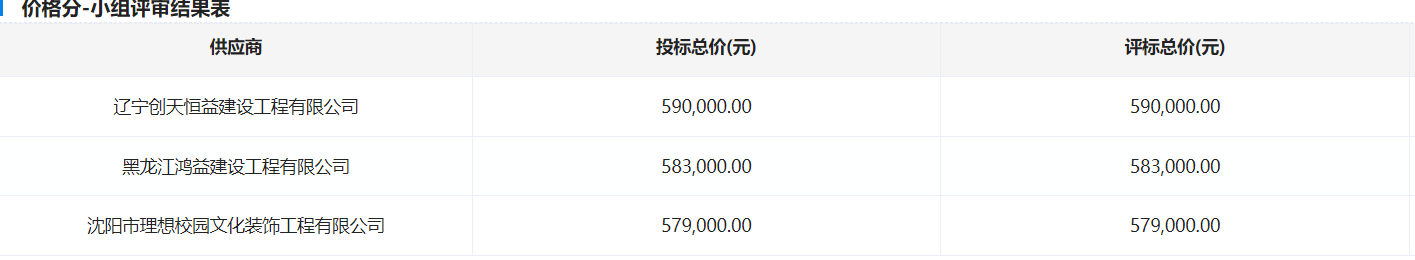 价格分-小组评审结果表
供应商 投标总价(元) 评标总价(元)
辽宁创天恒益建设工程有限公司 590,000.00 590,000.00
黑龙江鸿益建设工程有限公司 583,000.00 583,000.00
沈阳市理想校园文化装饰工程有限公司 579,000.00 579,000.00